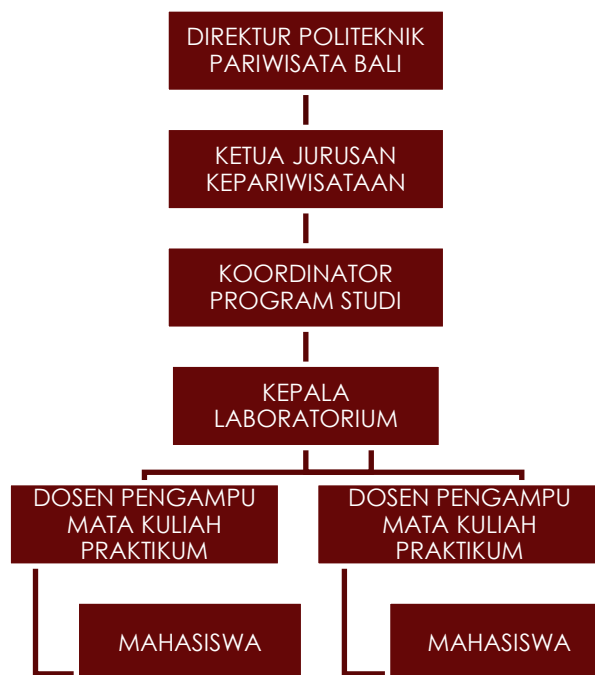 DIREKTUR POLITEKNIK
PARIWISATA BALI
KETUA JURUSAN
KEPARIWISATAAN
KOORDINATOR
PROGRAM STUDI
KEPALA
LABORATORIUM
DOSEN PENGAMPU
MATA KULIAH
PRAKTIKUM
DOSEN PENGAMPU
MATA KULIAH
PRAKTIKUM
MAHASISWA
MAHASISWA